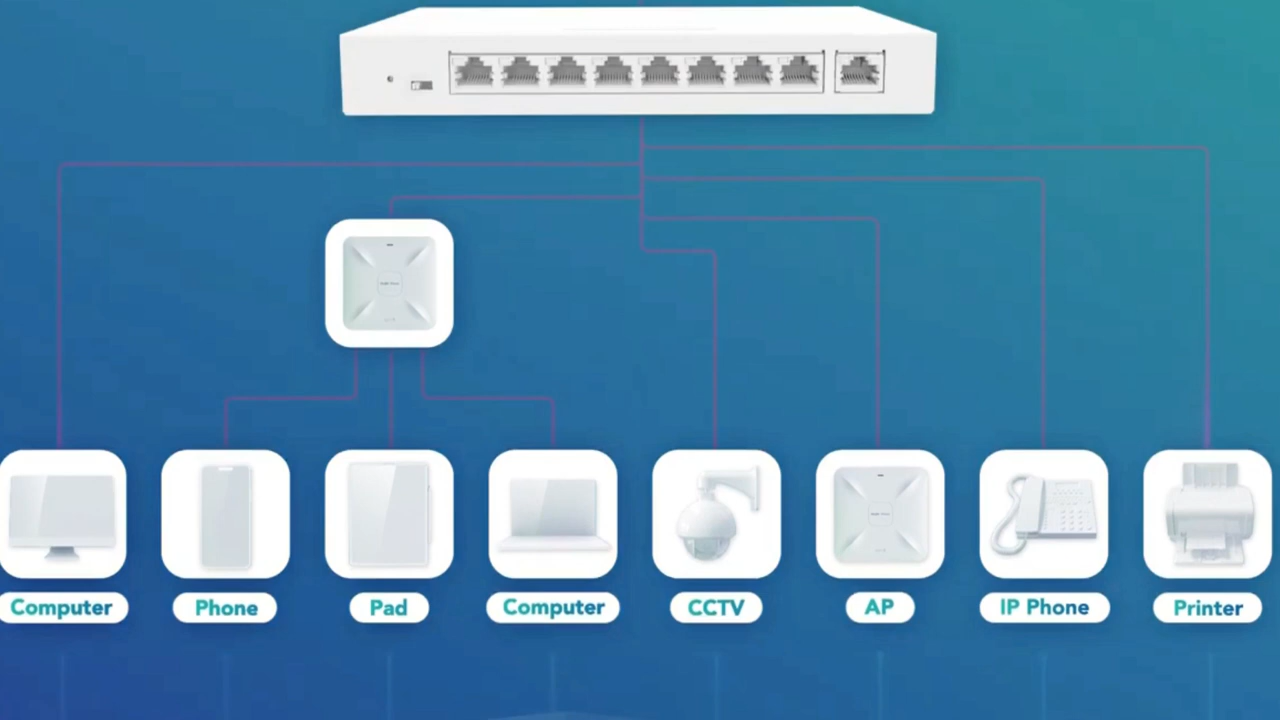 Computer
Phone
Pad
Computer
CCTV
AP
IP Phone
Printer